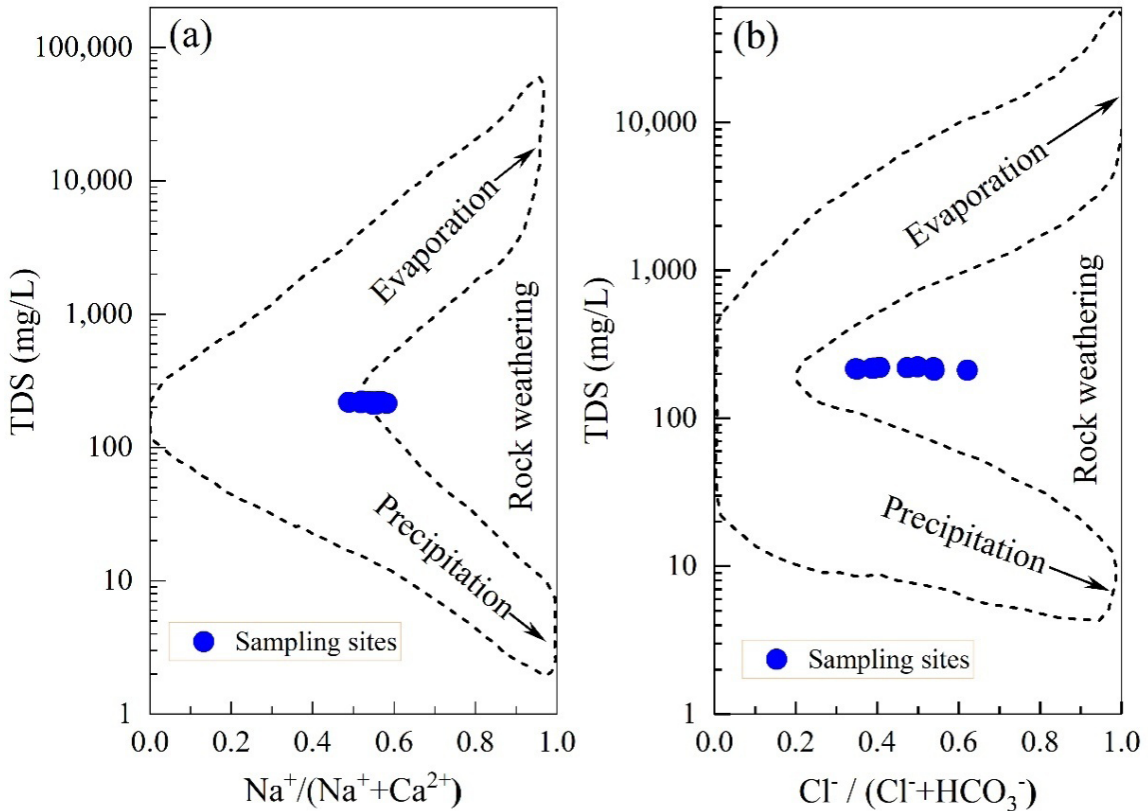 (a)
100,000
10,000
1,000
100
10
1
TDS (mg/L)
Evaporation
Rock weathering
Precipitation
Sampling sites
0.0 0.2 0.4 0.6 0.8 1.0
Na⁺/(Na⁺+Ca²⁺)
(b)
10,000
1,000
100
10
1
TDS (mg/L)
Evaporation
Rock weathering
Precipitation
Sampling sites
0.0 0.2 0.4 0.6 0.8 1.0
Cl⁻ / (Cl⁻+HCO₃⁻)